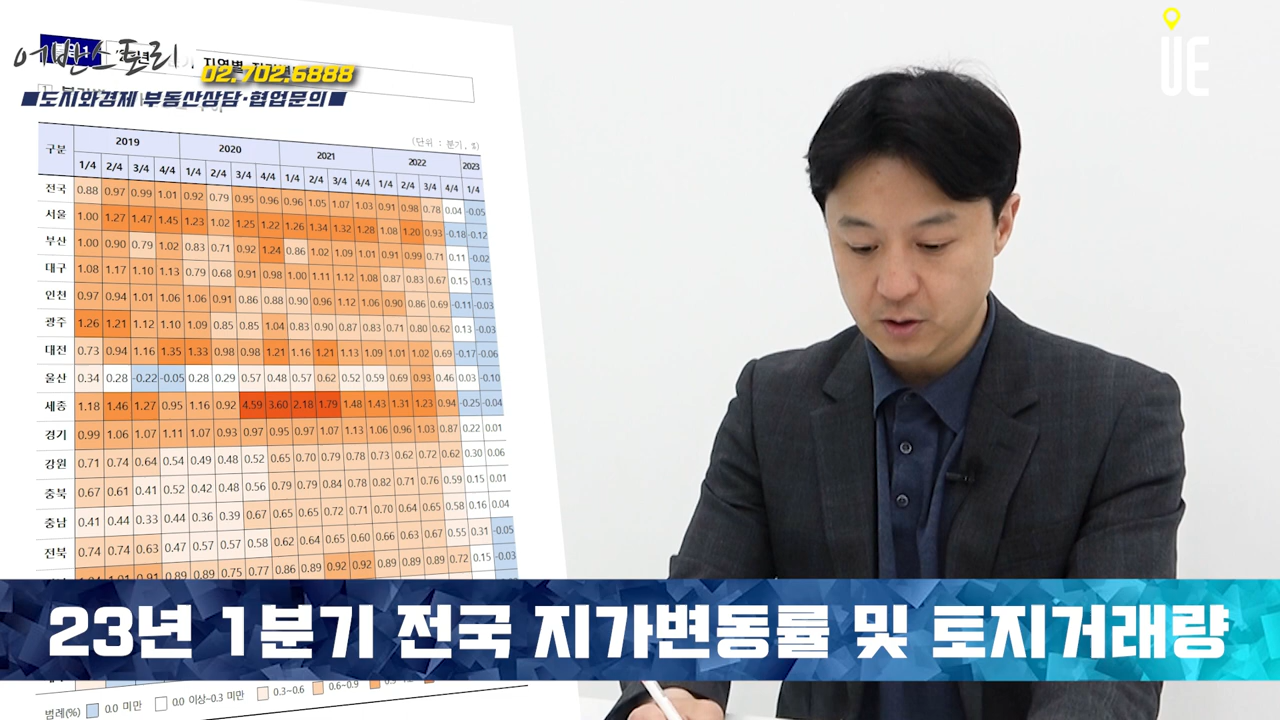 어반스토리
02.702.6888
■도시와경제 부동산상담·협업문의■
UE
(단위 : 분기, %)
구분 2019 2020 2021 2022 2023
1/4 2/4 3/4 4/4 1/4 2/4 3/4 4/4 1/4 2/4 3/4 4/4 1/4 2/4 3/4 4/4 1/4
전국 0.88 0.97 0.99 1.01 0.92 0.79 0.95 0.96 0.96 1.05 1.07 1.03 0.91 0.98 0.78 0.04 -0.05
서울 1.00 1.27 1.47 1.45 1.23 1.02 1.25 1.22 1.26 1.34 1.32 1.28 1.08 1.20 0.93 -0.18 -0.12
부산 1.00 0.90 0.79 1.02 0.83 0.71 0.92 1.24 0.86 1.02 1.09 1.01 0.91 0.99 0.71 0.11 -0.02
대구 1.08 1.17 1.10 1.13 0.79 0.68 0.91 0.98 1.00 1.11 1.12 1.08 0.87 0.83 0.67 0.15 -0.13
인천 0.97 0.94 1.01 1.06 1.06 0.91 0.86 0.88 0.90 0.96 1.12 1.06 0.90 0.86 0.69 -0.11 -0.03
광주 1.26 1.21 1.12 1.10 1.09 0.85 0.85 1.04 0.83 0.90 0.87 0.83 0.71 0.80 0.62 0.13 -0.03
대전 0.73 0.94 1.16 1.35 1.33 0.98 0.98 1.21 1.16 1.21 1.13 1.09 1.01 1.02 0.69 -0.17 -0.06
울산 0.34 0.28 -0.22 -0.05 0.28 0.29 0.57 0.48 0.57 0.62 0.52 0.59 0.69 0.93 0.46 0.03 -0.10
세종 1.18 1.46 1.27 0.95 1.16 0.92 4.59 3.60 2.18 1.79 1.48 1.43 1.31 1.23 0.94 -0.25 -0.04
경기 0.99 1.06 1.07 1.11 1.07 0.93 0.97 0.95 0.97 1.07 1.13 1.06 0.96 1.03 0.87 0.22 0.01
강원 0.71 0.74 0.64 0.54 0.49 0.48 0.52 0.65 0.70 0.79 0.78 0.73 0.62 0.72 0.62 0.30 0.06
충북 0.67 0.61 0.41 0.52 0.42 0.48 0.56 0.79 0.79 0.84 0.78 0.82 0.71 0.76 0.59 0.15 0.01
충남 0.41 0.44 0.33 0.44 0.36 0.39 0.67 0.65 0.65 0.72 0.71 0.70 0.64 0.65 0.58 0.16 0.04
전북 0.74 0.74 0.63 0.47 0.57 0.57 0.58 0.62 0.64 0.65 0.60 0.66 0.63 0.67 0.55 0.31 -0.05
0.89 0.89 0.75 0.77 0.86 0.89 0.92 0.92 0.89 0.89 0.89 0.72 0.15 -0.03
23년 1분기 전국 지가변동률 및 토지거래량
범례(%) 0.0 미만 0.0 이상~0.3 미만 0.3~0.6 0.6~0.9